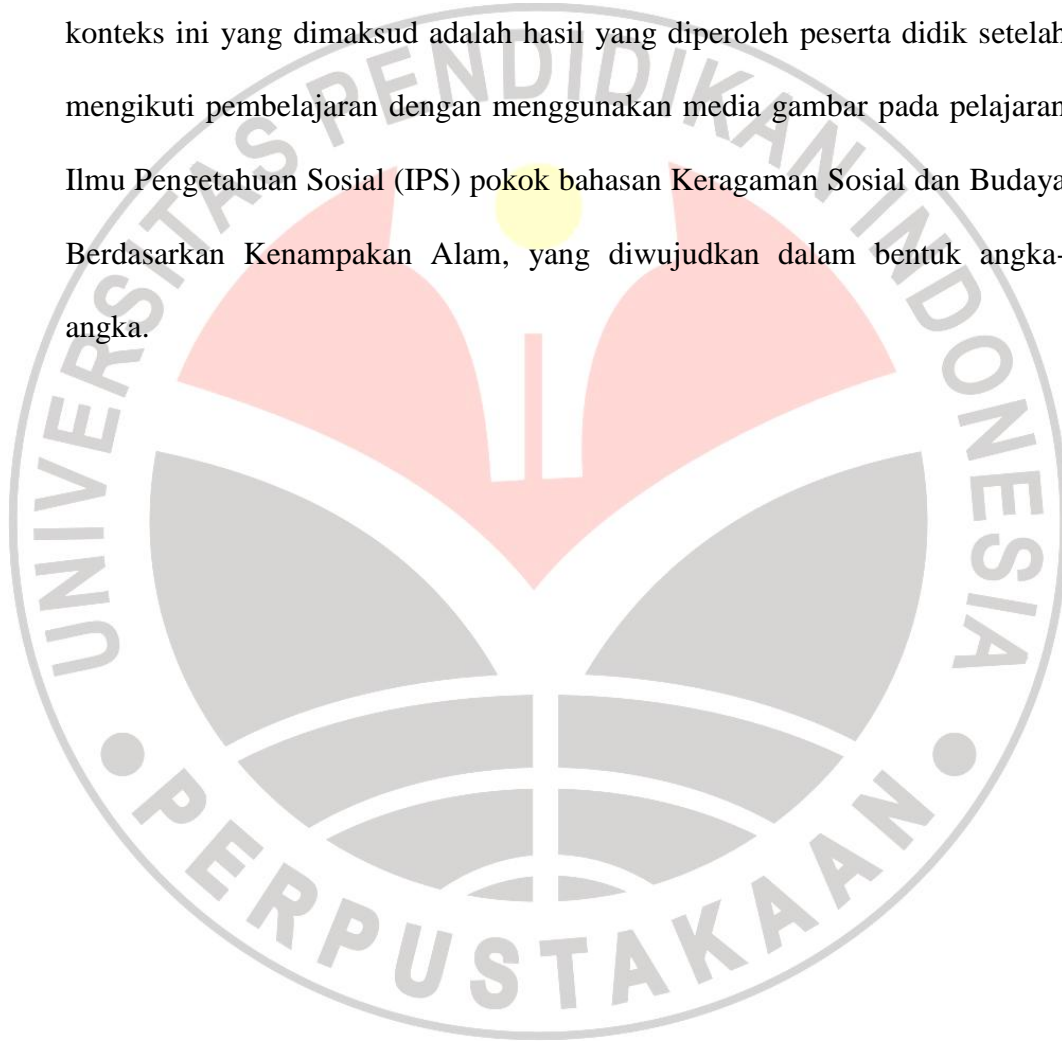 konteks ini yang dimaksud adalah hasil yang diperoleh peserta didik setelah
mengikuti pembelajaran dengan menggunakan media gambar pada pelajaran
Ilmu Pengetahuan Sosial (IPS) pokok bahasan Keragaman Sosial dan Budaya
Berdasarkan Kenampakan Alam, yang diwujudkan dalam bentuk angka-
angka.
UNIVERSITAS PENDIDIKAN INDONESIA
PERPUSTAKAAN